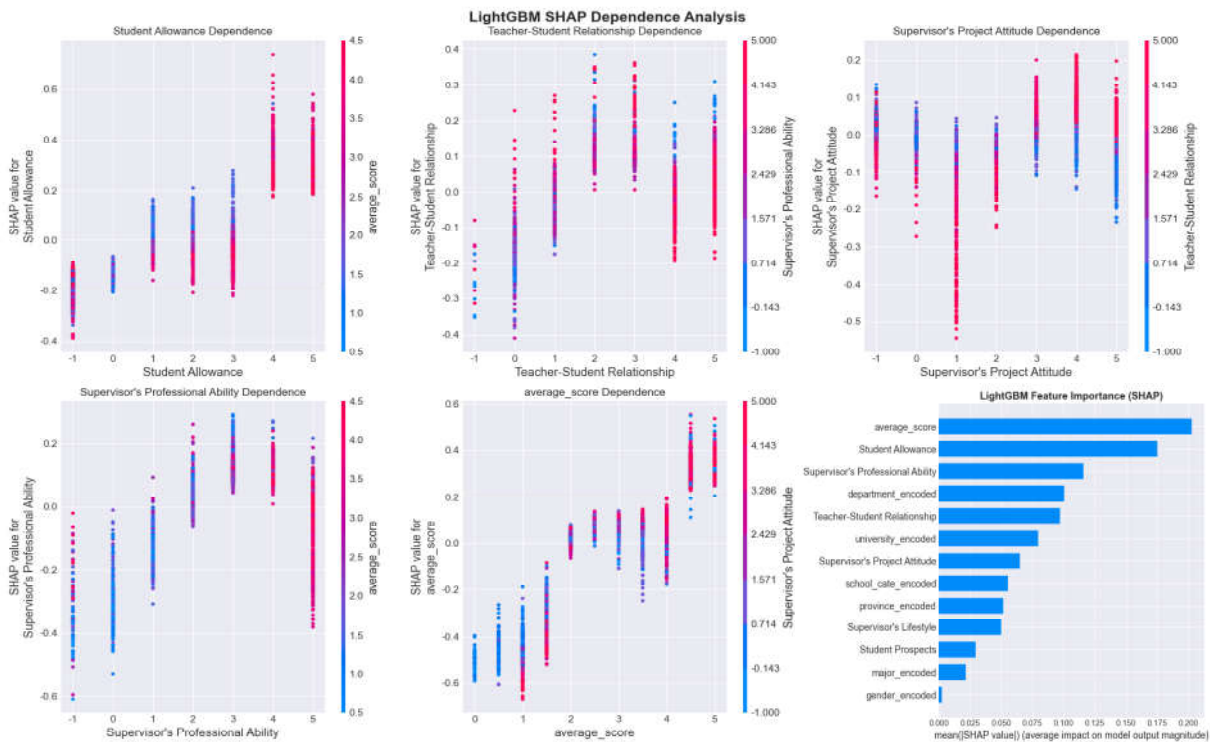 LightGBM SHAP Dependence Analysis
Student Allowance Dependence
0.6
0.4
0.2
0.0
-0.2
-0.4
SHAP value for
Student Allowance
-1 0 1 2 3 4 5
Student Allowance
4.5
4.0
3.5
3.0
2.5
2.0
1.5
1.0
0.5
average_score
Teacher-Student Relationship Dependence
0.4
0.3
0.2
0.1
0.0
-0.1
-0.2
-0.3
-0.4
SHAP value for
Teacher-Student Relationship
-1 0 1 2 3 4 5
Teacher-Student Relationship
5.000
4.143
3.286
2.429
1.571
0.714
-0.143
-1.000
Supervisor's Professional Ability
Supervisor's Project Attitude Dependence
0.2
0.1
0.0
-0.1
-0.2
-0.3
-0.4
-0.5
SHAP value for
Supervisor's Project Attitude
-1 0 1 2 3 4 5
Supervisor's Project Attitude
5.000
4.143
3.286
2.429
1.571
0.714
-0.143
-1.000
Teacher-Student Relationship
Supervisor's Professional Ability Dependence
0.2
0.0
-0.2
-0.4
-0.6
SHAP value for
Supervisor's Professional Ability
-1 0 1 2 3 4 5
Supervisor's Professional Ability
4.5
4.0
3.5
3.0
2.5
2.0
1.5
1.0
0.5
average_score
average_score Dependence
0.6
0.4
0.2
0.0
-0.2
-0.4
-0.6
SHAP value for
average_score
0 1 2 3 4 5
average_score
5.000
4.143
3.286
2.429
1.571
0.714
-0.143
-1.000
Supervisor's Project Attitude
LightGBM Feature Importance (SHAP)
average_score
Student Allowance
Supervisor's Professional Ability
department_encoded
Teacher-Student Relationship
university_encoded
Supervisor's Project Attitude
school_cate_encoded
province_encoded
Supervisor's Lifestyle
Student Prospects
major_encoded
gender_encoded
0.000 0.025 0.050 0.075 0.100 0.125 0.150 0.175 0.200
mean(|SHAP value|) (average impact on model output magnitude)